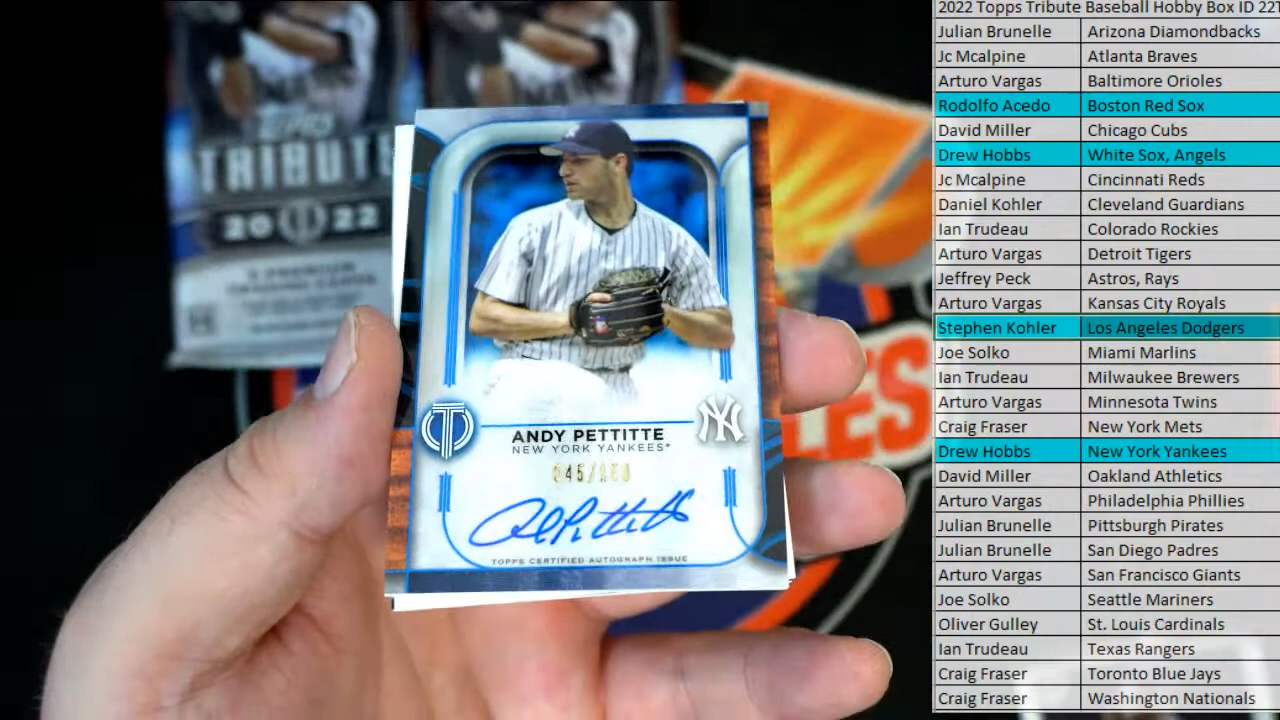 TRIBUTE
2022
5 PREMIUM
TRADING CARDS
ANDY PETTITTE
NEW YORK YANKEES
TOPPS CERTIFIED AUTOGRAPH ISSUE
LES
2022 Topps Tribute Baseball Hobby Box ID
Julian Brunelle Arizona Diamondbacks
Jc Mcalpine Atlanta Braves
Arturo Vargas Baltimore Orioles
Rodolfo Acedo Boston Red Sox
David Miller Chicago Cubs
Drew Hobbs White Sox, Angels
Jc Mcalpine Cincinnati Reds
Daniel Kohler Cleveland Guardians
Ian Trudeau Colorado Rockies
Arturo Vargas Detroit Tigers
Jeffrey Peck Astros, Rays
Arturo Vargas Kansas City Royals
Stephen Kohler Los Angeles Dodgers
Joe Solko Miami Marlins
Ian Trudeau Milwaukee Brewers
Arturo Vargas Minnesota Twins
Craig Fraser New York Mets
Drew Hobbs New York Yankees
David Miller Oakland Athletics
Arturo Vargas Philadelphia Phillies
Julian Brunelle Pittsburgh Pirates
Julian Brunelle San Diego Padres
Arturo Vargas San Francisco Giants
Joe Solko Seattle Mariners
Oliver Gulley St. Louis Cardinals
Ian Trudeau Texas Rangers
Craig Fraser Toronto Blue Jays
Craig Fraser Washington Nationals